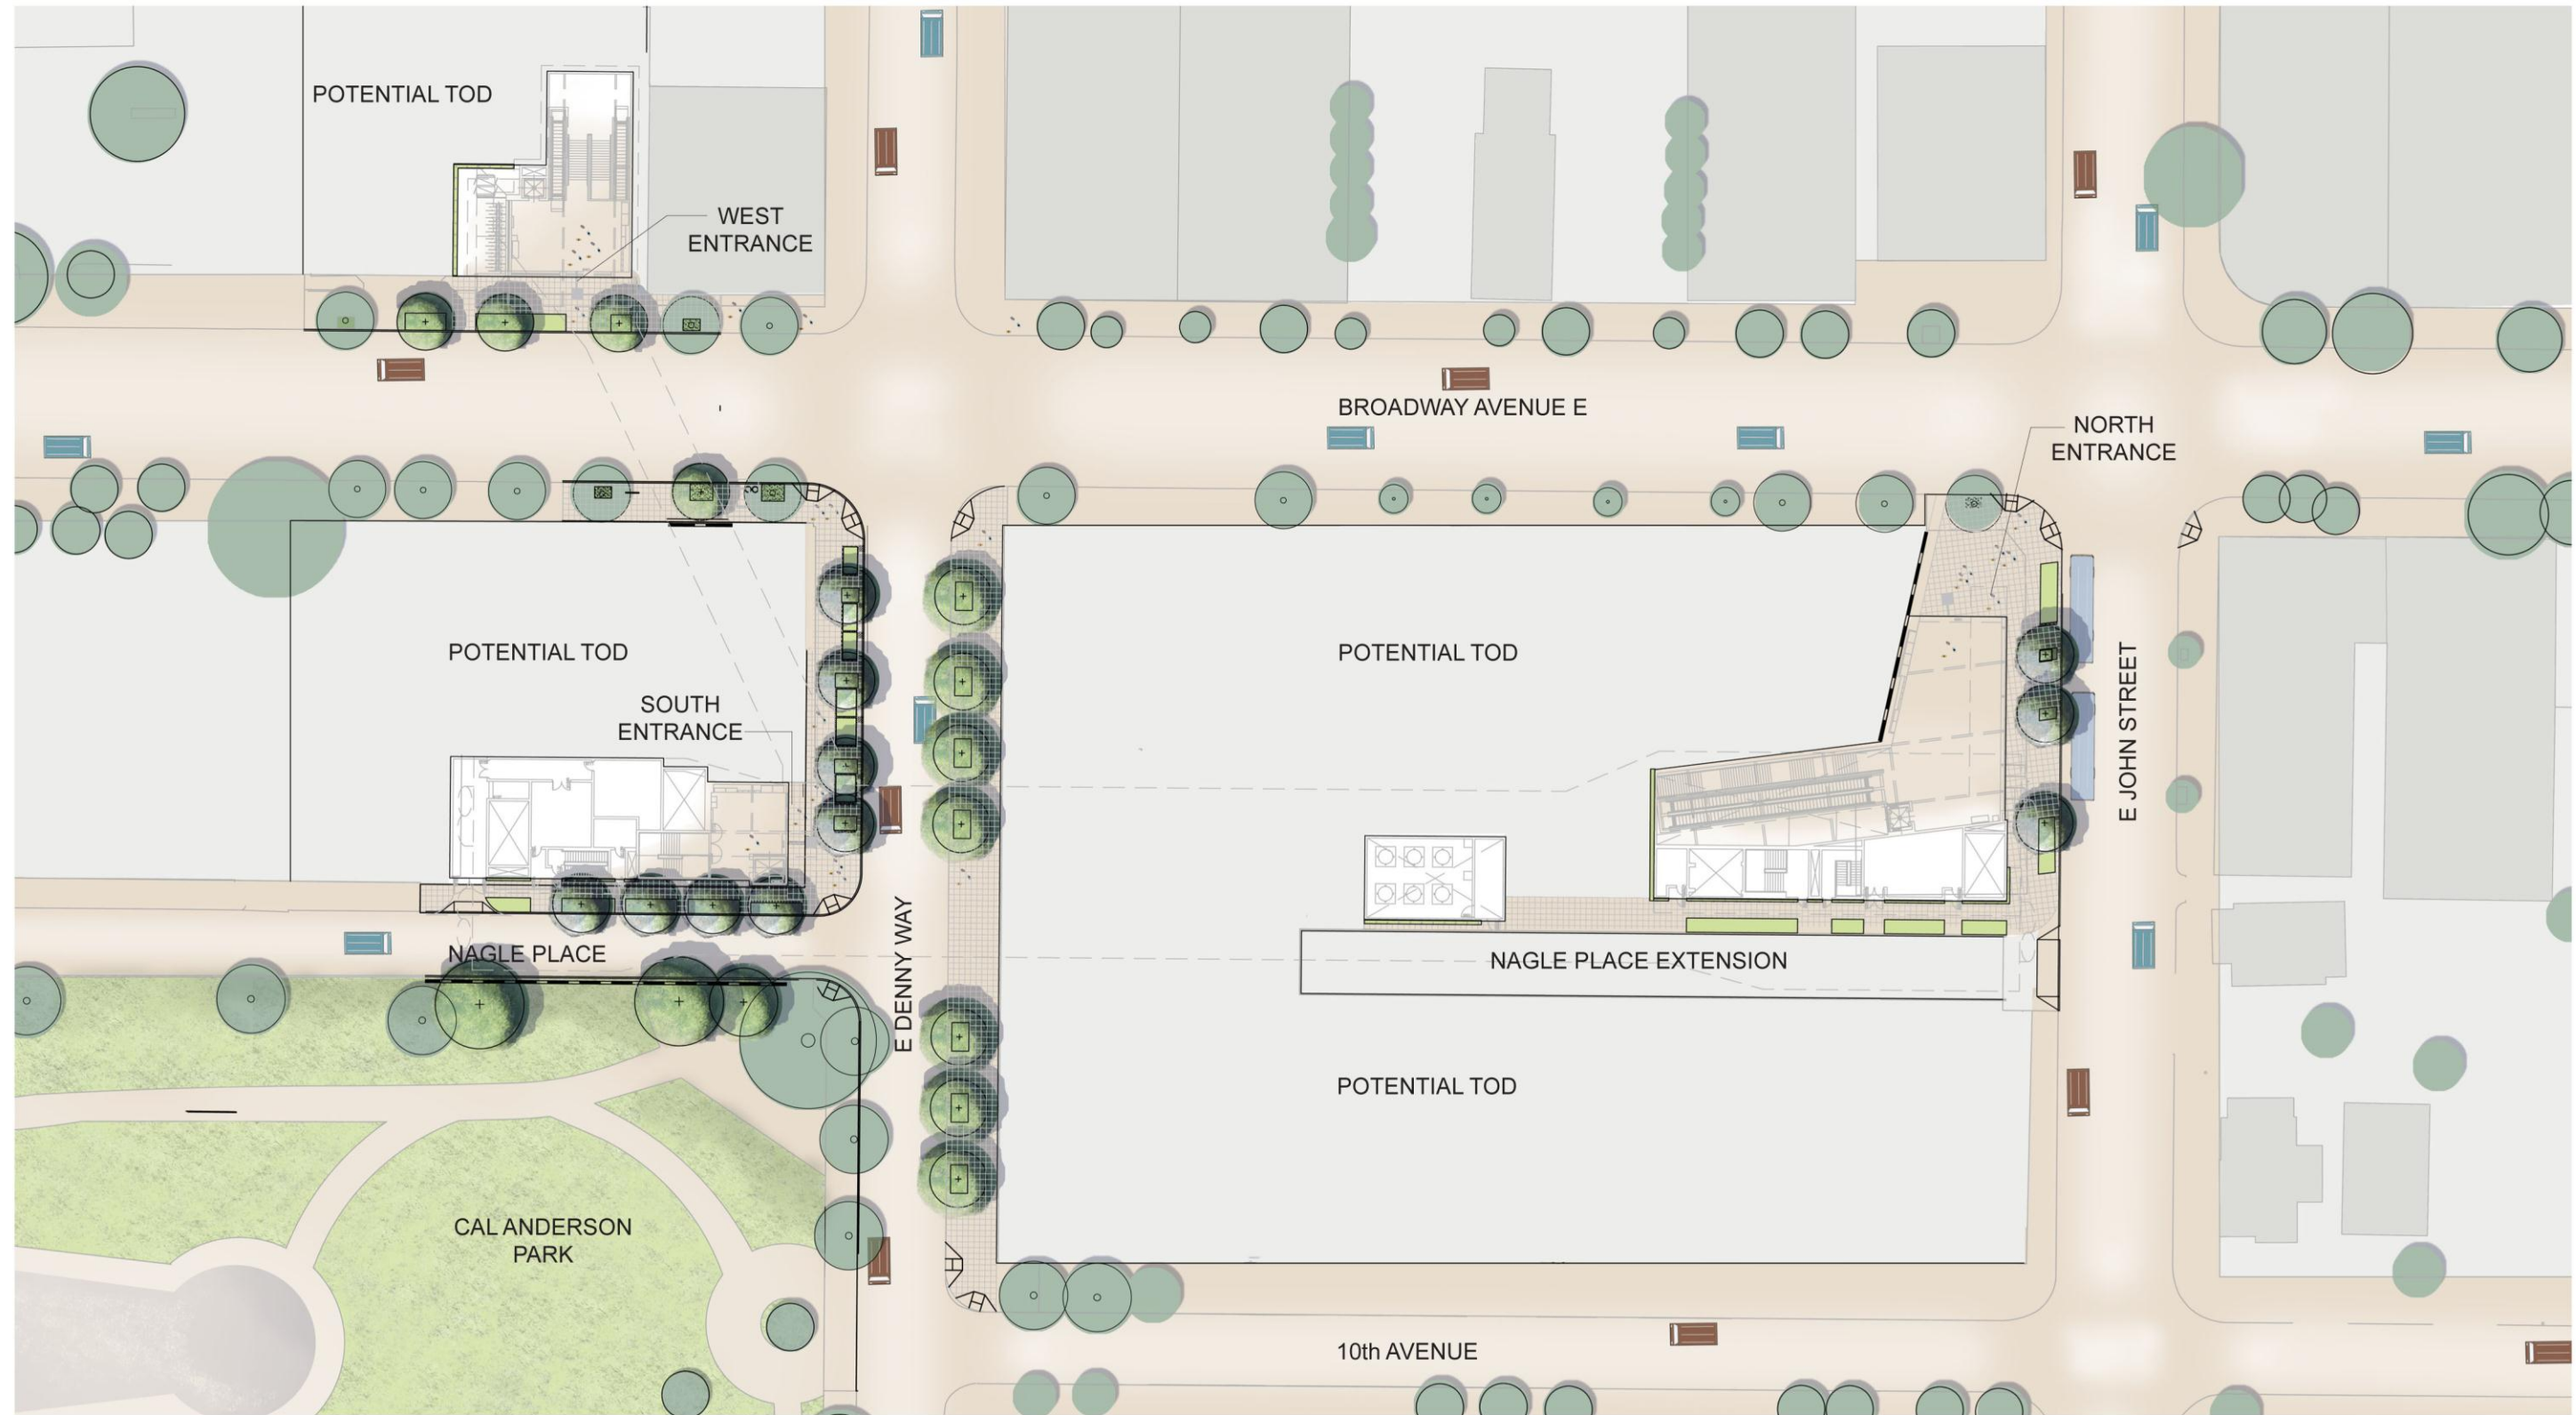 POTENTIAL TOD
WEST
ENTRANCE
BROADWAY AVENUE E
NORTH
ENTRANCE
POTENTIAL TOD
SOUTH
ENTRANCE
POTENTIAL TOD
E JOHN STREET
NAGLE PLACE
E DENNY WAY
NAGLE PLACE EXTENSION
POTENTIAL TOD
CAL ANDERSON
PARK
10th AVENUE